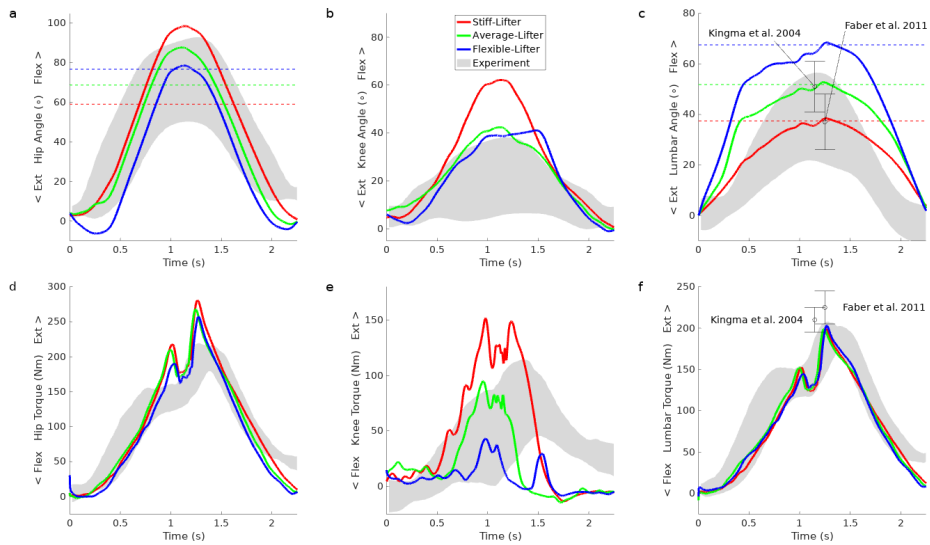 a
100
80
60
40
20
0
< Ext Hip Angle (○) Flex >
0 0.5 1 1.5 2
Time (s)
b
80
60
40
20
0
< Ext Knee Angle (○) Flex >
Stiff-Lifter
Average-Lifter
Flexible-Lifter
Experiment
0 0.5 1 1.5 2
Time (s)
c
80
60
40
20
0
< Ext Lumbar Angle (○) Flex >
Kingma et al. 2004
Faber et al. 2011
0 0.5 1 1.5 2
Time (s)
d
300
250
200
150
100
50
0
< Flex Hip Torque (Nm) Ext >
0 0.5 1 1.5 2
Time (s)
e
150
100
50
0
< Flex Knee Torque (Nm) Ext >
0 0.5 1 1.5 2
Time (s)
f
250
200
150
100
50
0
< Flex Lumbar Torque (Nm) Ext >
Kingma et al. 2004
Faber et al. 2011
0 0.5 1 1.5 2
Time (s)